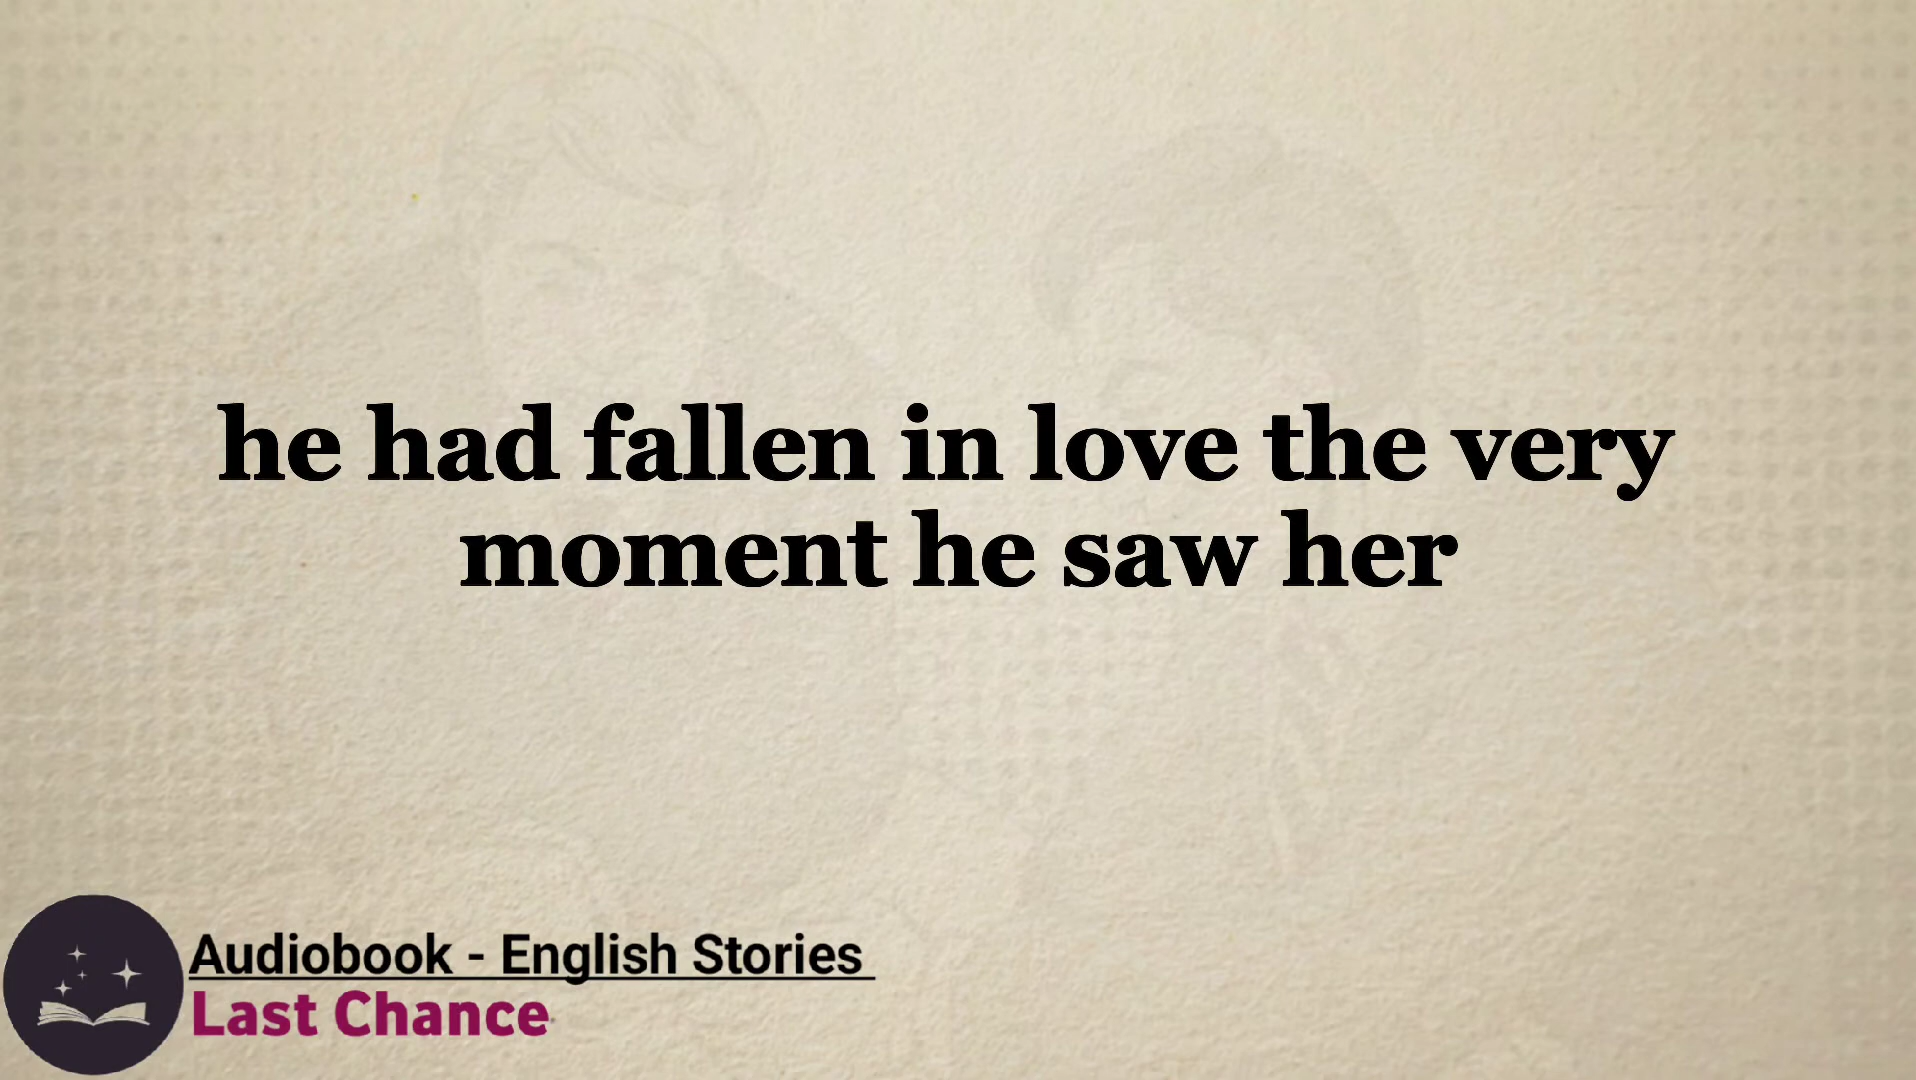 he had fallen in love the very
moment he saw her
Audiobook - English Stories
Last Chance